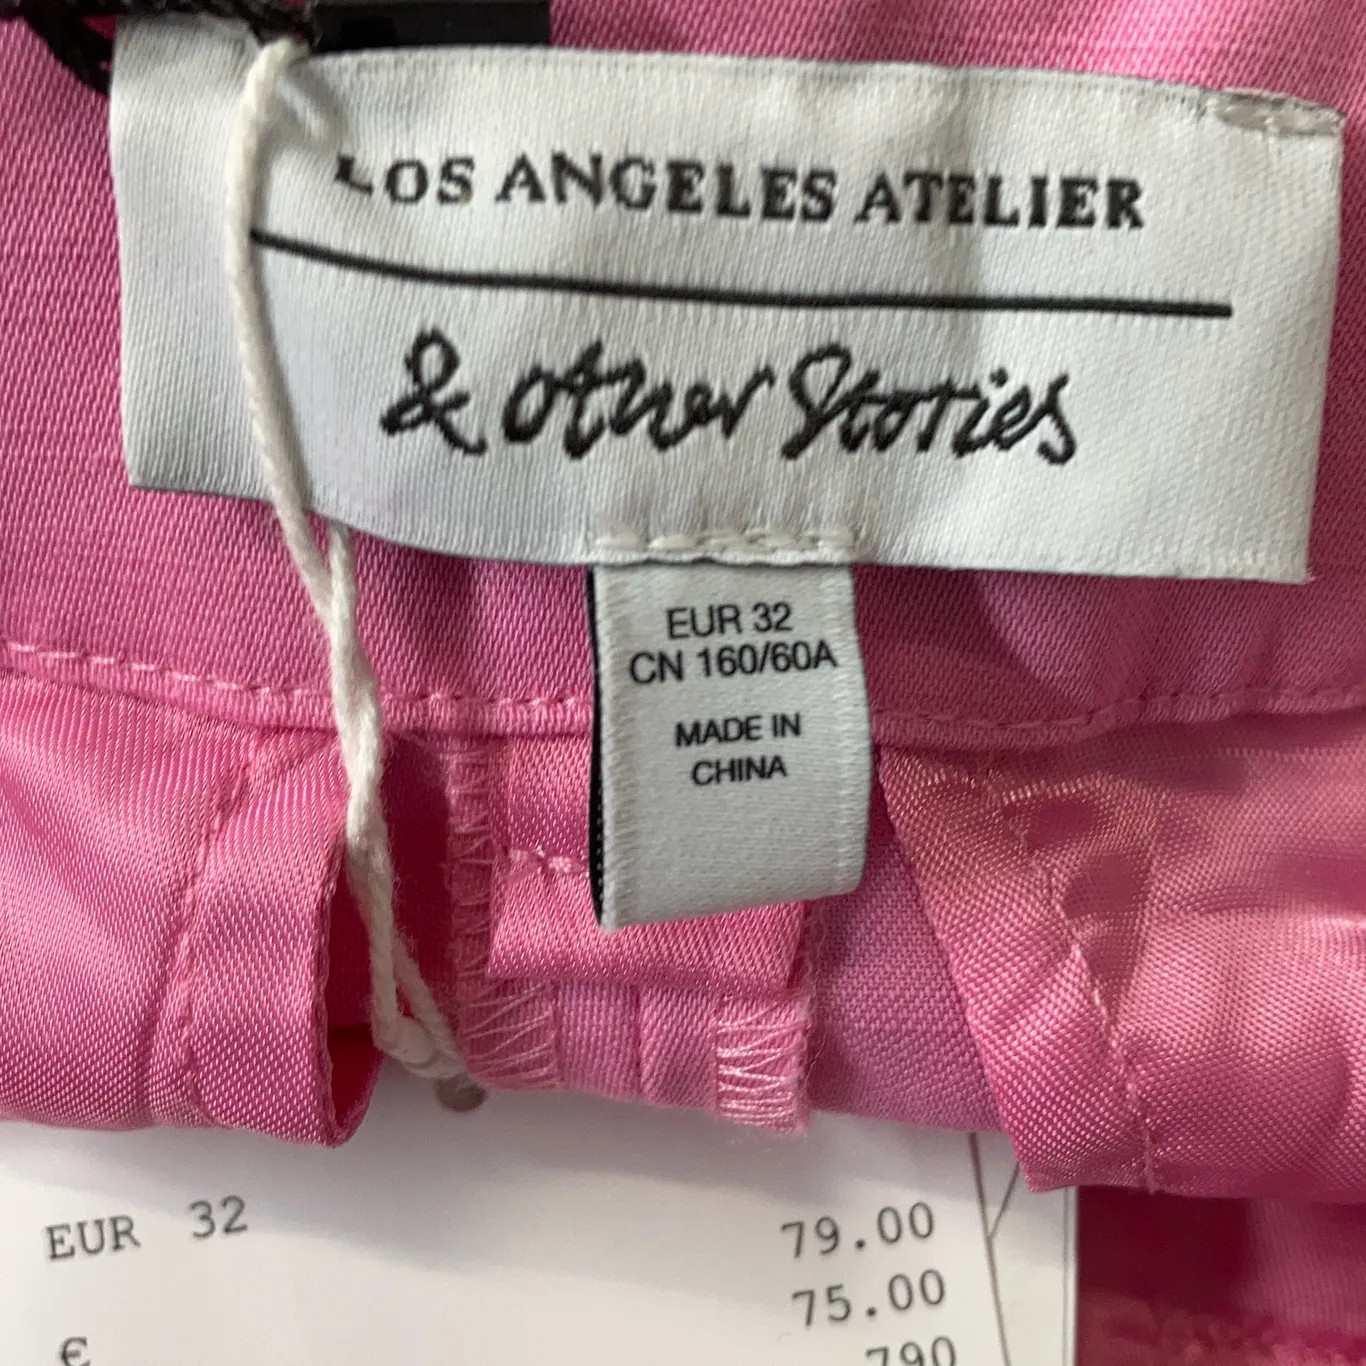 LOS ANGELES ATELIER
& Other Stories
EUR 32
CN 160/60A
MADE IN
CHINA
EUR 32 79.00
75.00
€ 790